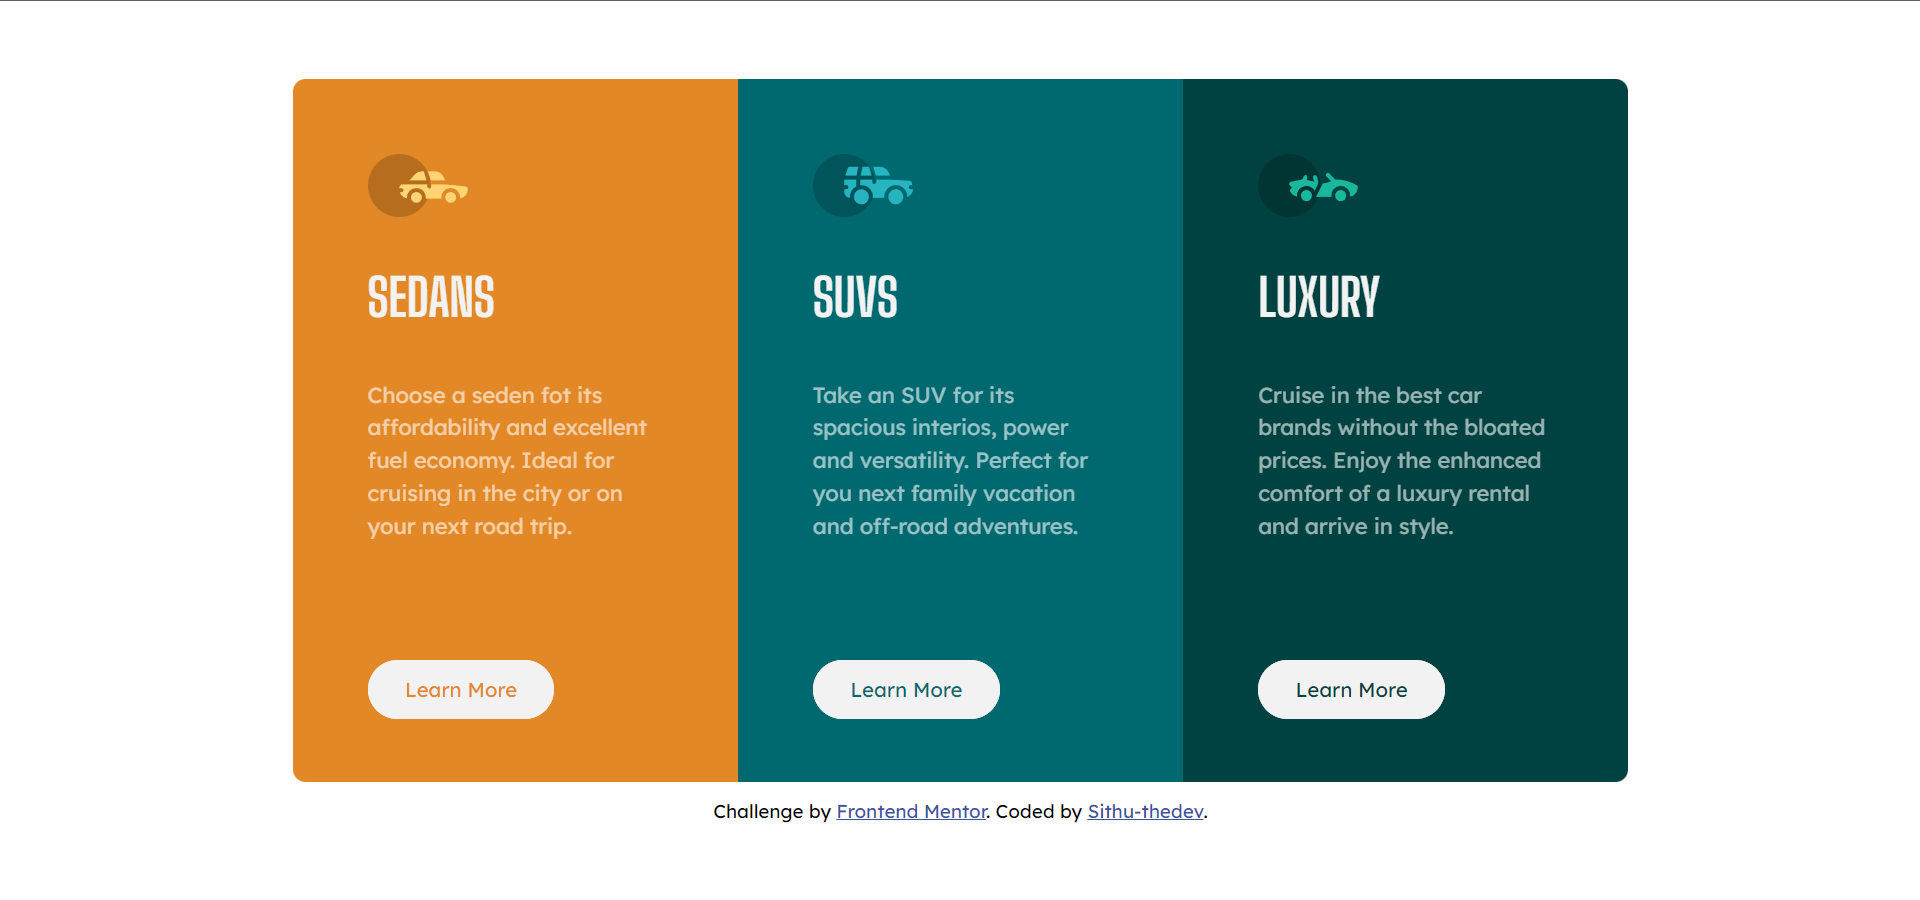 SEDANS
Choose a seden fot its
affordability and excellent
fuel economy. Ideal for
cruising in the city or on
your next road trip.
Learn More
SUVS
Take an SUV for its
spacious interios, power
and versatility. Perfect for
you next family vacation
and off-road adventures.
Learn More
LUXURY
Cruise in the best car
brands without the bloated
prices. Enjoy the enhanced
comfort of a luxury rental
and arrive in style.
Learn More
Challenge by Frontend Mentor. Coded by Sithu-thedev.